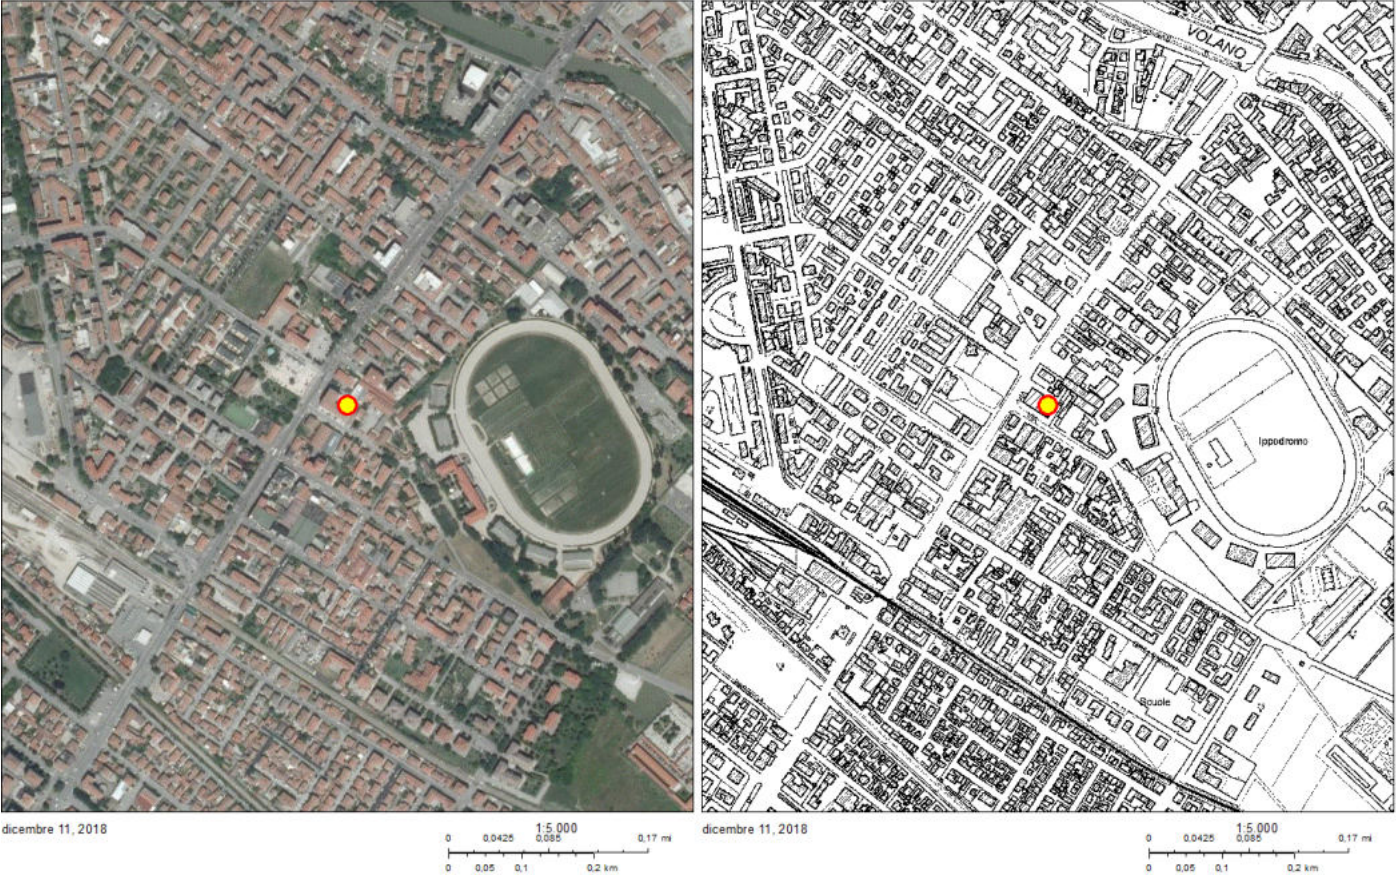 VOLANO
Ippodromo
Scuole
dicembre 11, 2018
1:5.000
0 0,0425 0,085 0,17 mi
0 0,05 0,1 0,2 km
dicembre 11, 2018
1:5.000
0 0,0425 0,085 0,17 mi
0 0,05 0,1 0,2 km